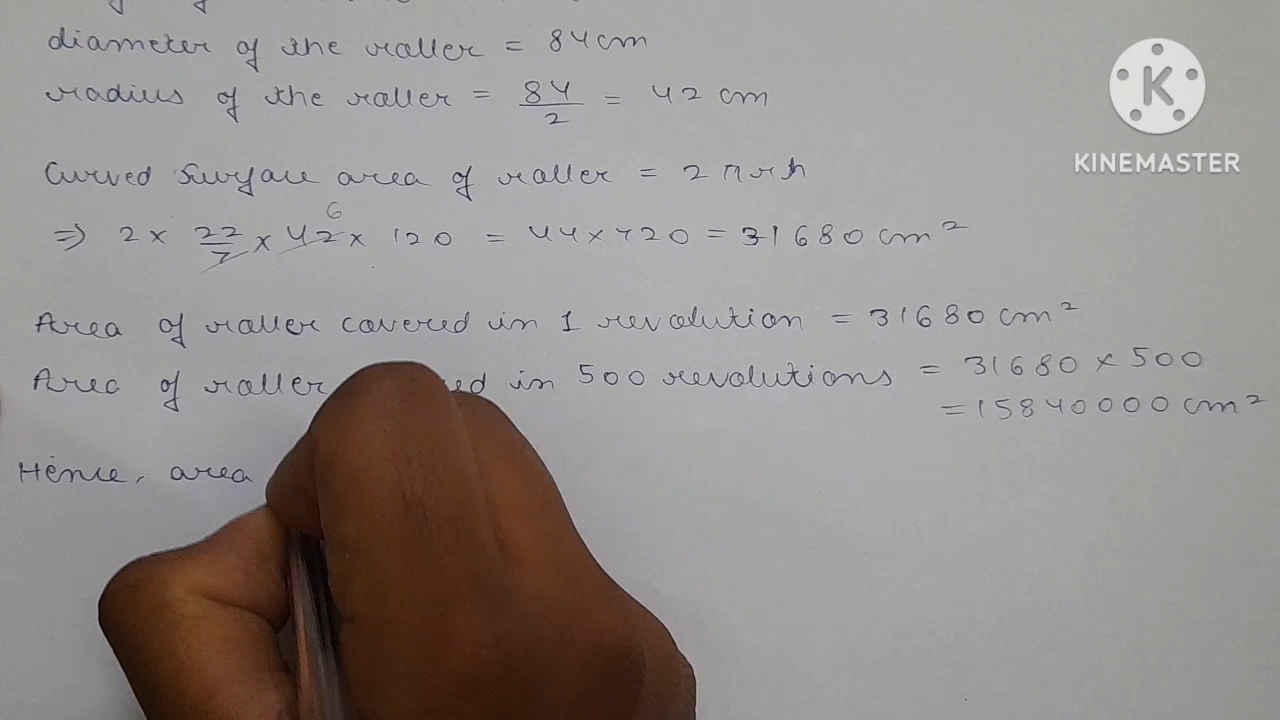 diameter of the roller = 84cm
radius of the roller = 84/2 = 42 cm
KINEMASTER
Curved Surface area of roller = 2πrh
⇒ 2 × 22/7 × 42 6 × 120 = 44×720 = 31680 cm²
Area of roller covered in 1 revolution = 31680 cm²
Area of roller in 500 revolutions = 31680 × 500
= 15840000 cm²
Hence, area